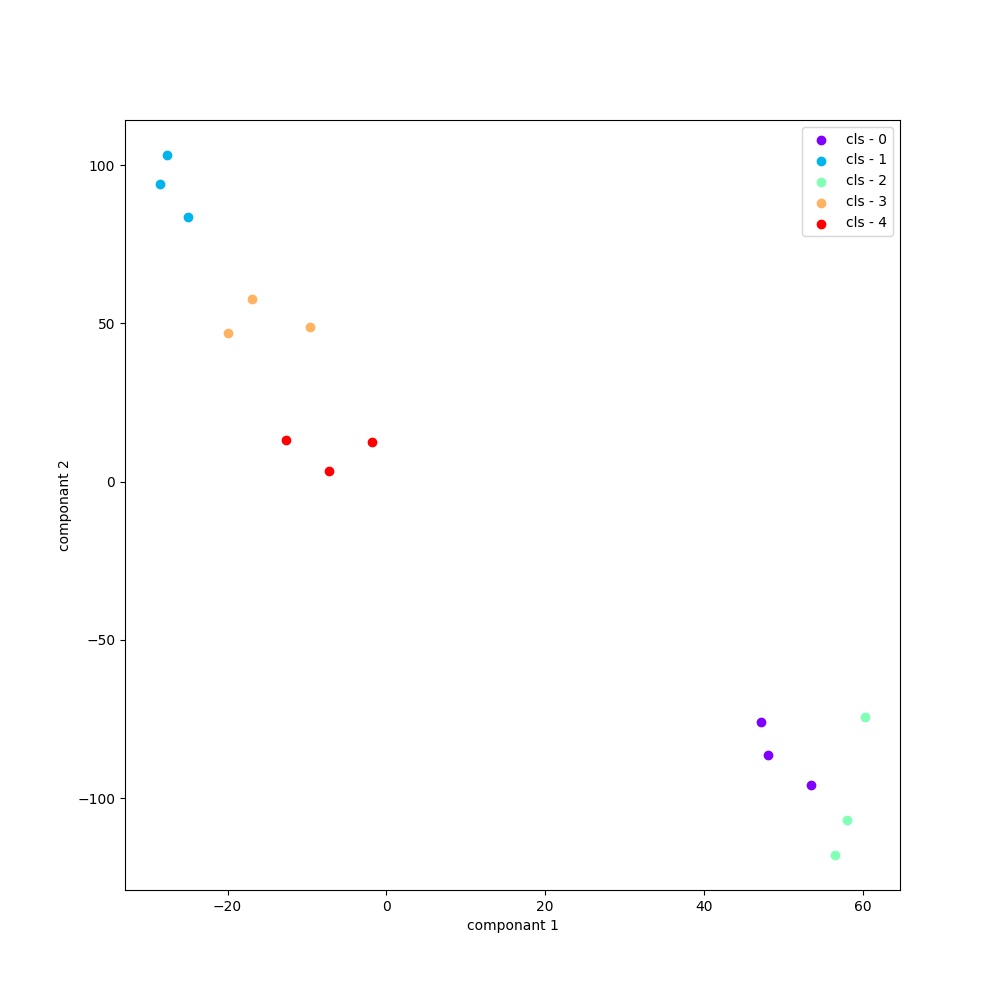 cls - 0
cls - 1
cls - 2
cls - 3
cls - 4
100
50
0
−50
−100
componant 2
−20 0 20 40 60
componant 1